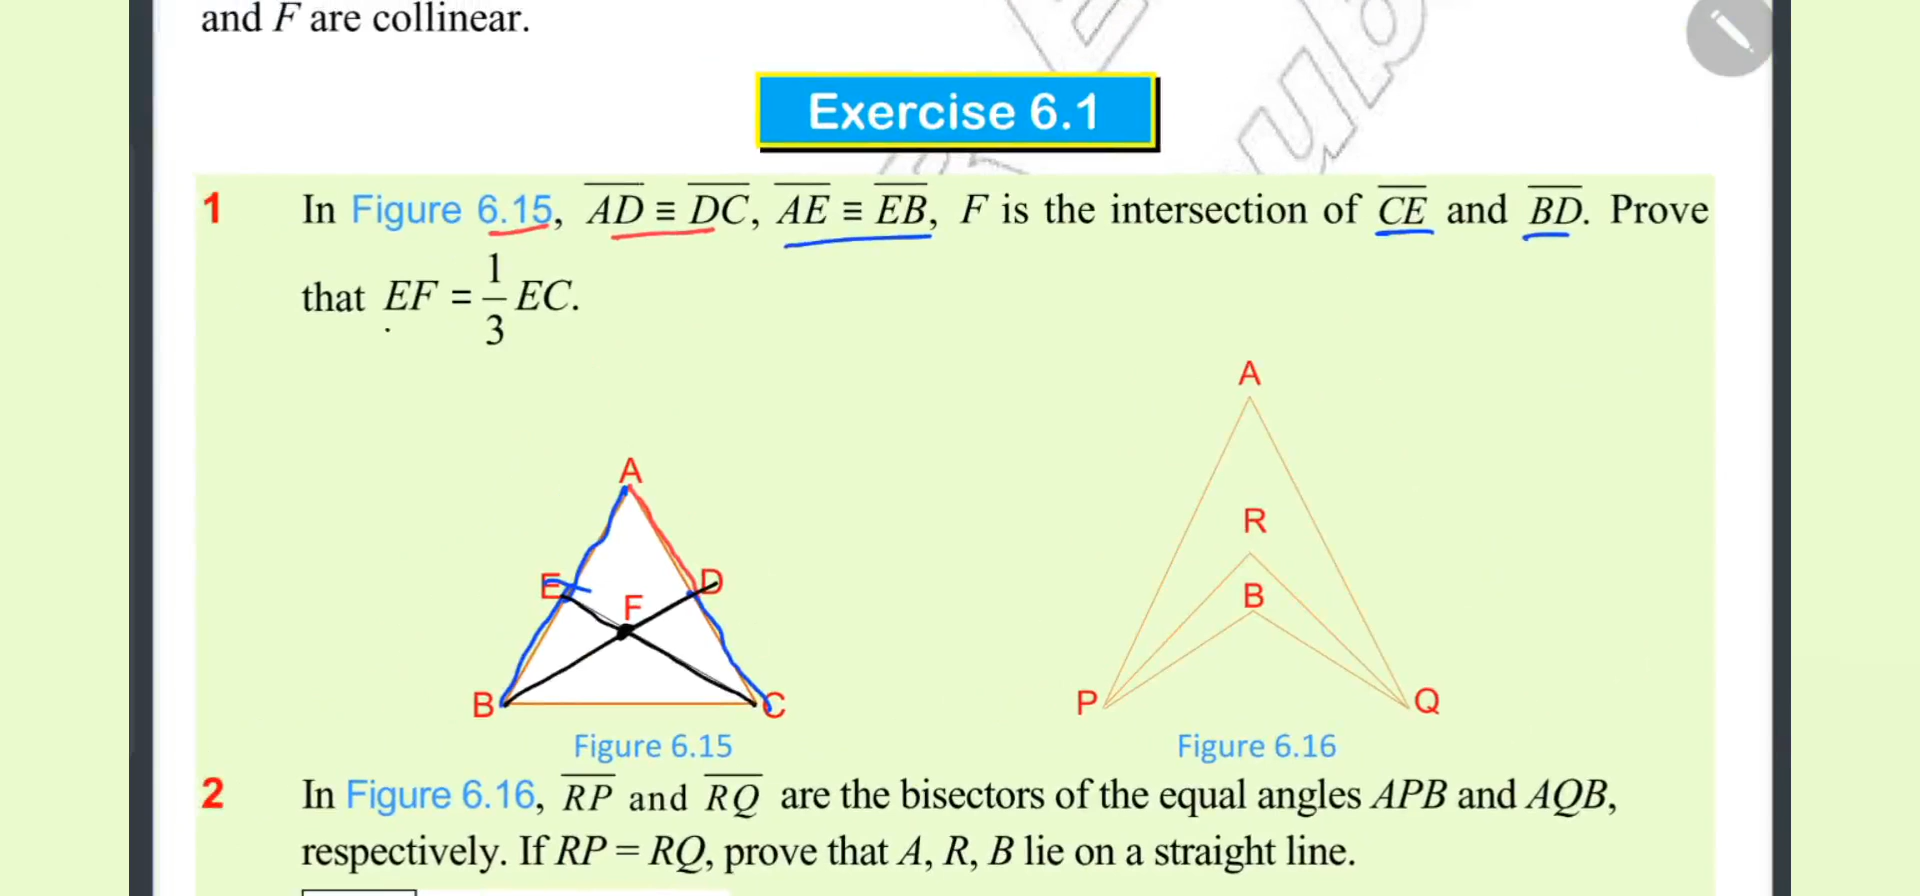 and F are collinear.
Exercise 6.1
1 In Figure 6.15, AD ≡ DC, AE ≡ EB, F is the intersection of CE and BD. Prove
that EF = 1/3 EC.
A
E
D
F
B
C
Figure 6.15
A
R
B
P
Q
Figure 6.16
2 In Figure 6.16, RP and RQ are the bisectors of the equal angles APB and AQB,
respectively. If RP = RQ, prove that A, R, B lie on a straight line.